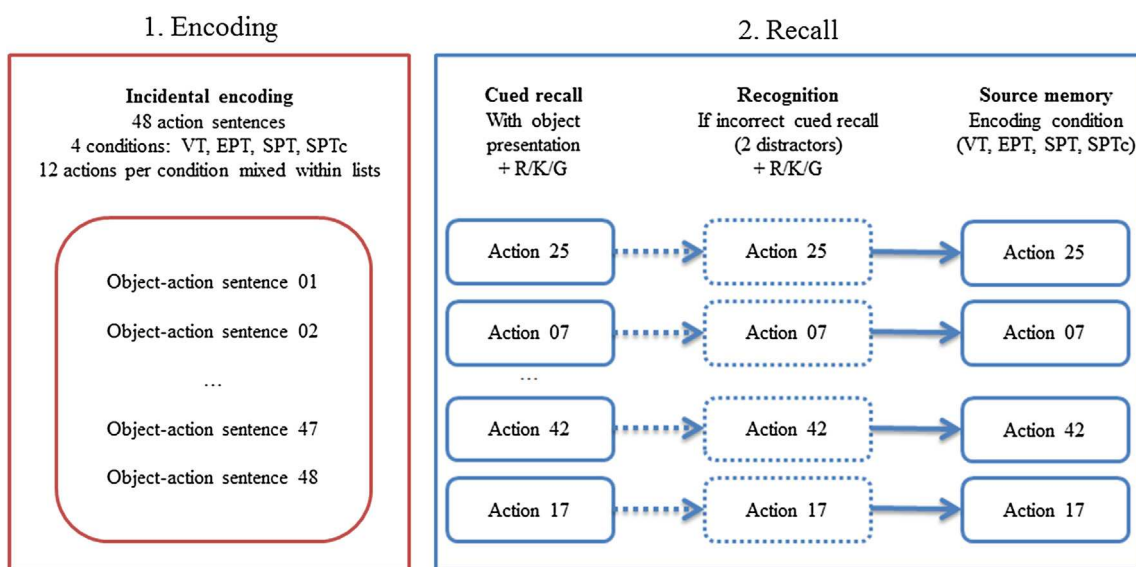 1. Encoding
Incidental encoding
48 action sentences
4 conditions: VT, EPT, SPT, SPTc
12 actions per condition mixed within lists
Object-action sentence 01
Object-action sentence 02
...
Object-action sentence 47
Object-action sentence 48
2. Recall
Cued recall
With object
presentation
+ R/K/G
Recognition
If incorrect cued recall
(2 distractors)
+ R/K/G
Source memory
Encoding condition
(VT, EPT, SPT, SPTc)
Action 25
Action 25
Action 25
Action 07
Action 07
Action 07
...
Action 42
Action 42
Action 42
Action 17
Action 17
Action 17